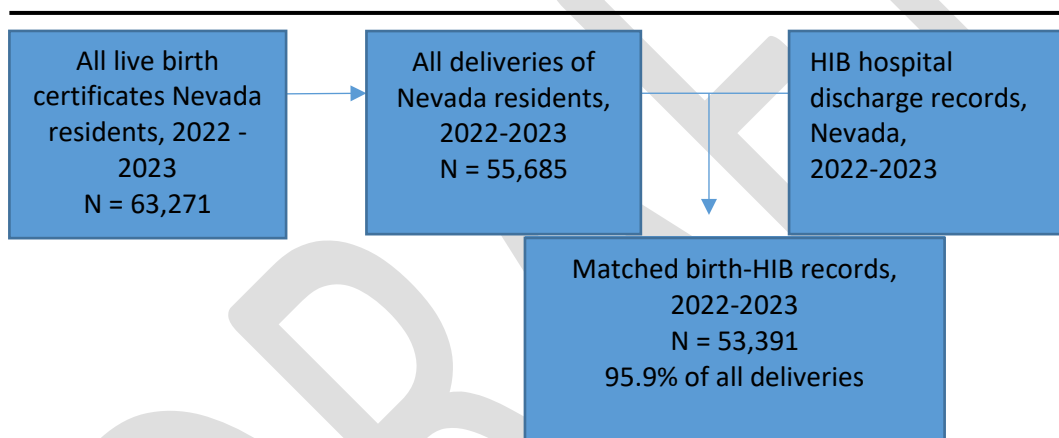 All live birth
certificates Nevada
residents, 2022 -
2023
N = 63,271
All deliveries of
Nevada residents,
2022-2023
N = 55,685
HIB hospital
discharge records,
Nevada,
2022-2023
Matched birth-HIB records,
2022-2023
N = 53,391
95.9% of all deliveries